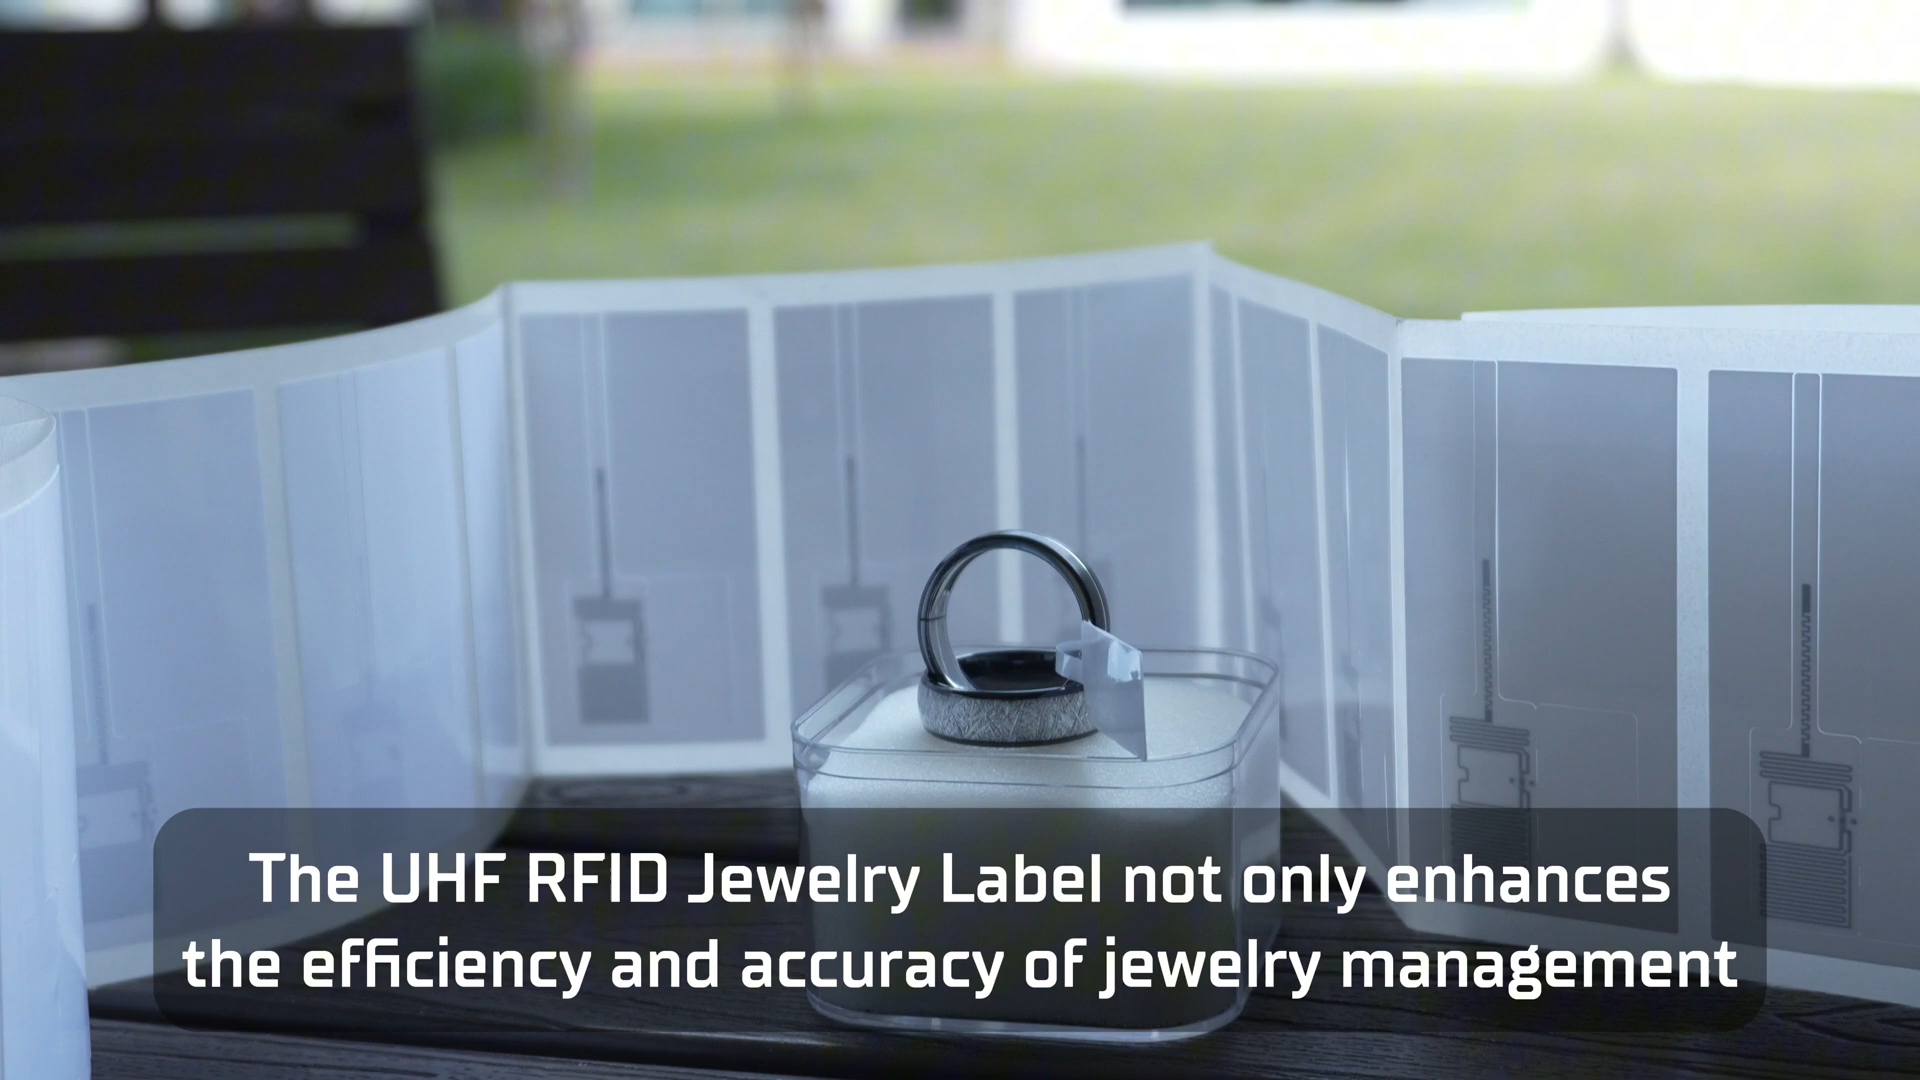 The UHF RFID Jewelry Label not only enhances
the efficiency and accuracy of jewelry management